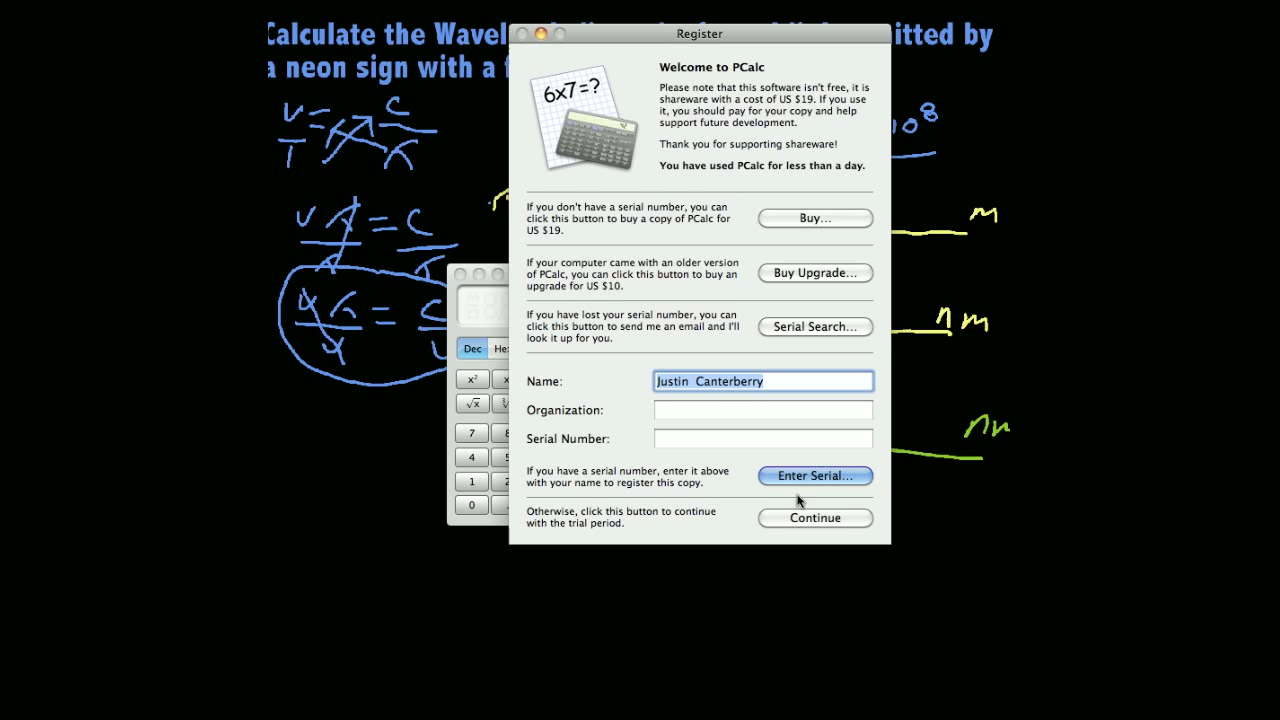 Calculate the Wavel
itted by
a neon sign with a f
Register
Welcome to PCalc
Please note that this software isn't free, it is
shareware with a cost of US $19. If you use
it, you should pay for your copy and help
support future development.
Thank you for supporting shareware!
You have used PCalc for less than a day.
6x7=?
If you don't have a serial number, you can
click this button to buy a copy of PCalc for
US $19.
Buy...
If your computer came with an older version
of PCalc, you can click this button to buy an
upgrade for US $10.
Buy Upgrade...
If you have lost your serial number, you can
click this button to send me an email and I'll
look it up for you.
Serial Search...
Name:
Justin Canterberry
Organization:
Serial Number:
If you have a serial number, enter it above
with your name to register this copy.
Enter Serial...
Otherwise, click this button to continue
with the trial period.
Continue
Dec
x²
√x
7
4
1
0
10⁸
m
nm